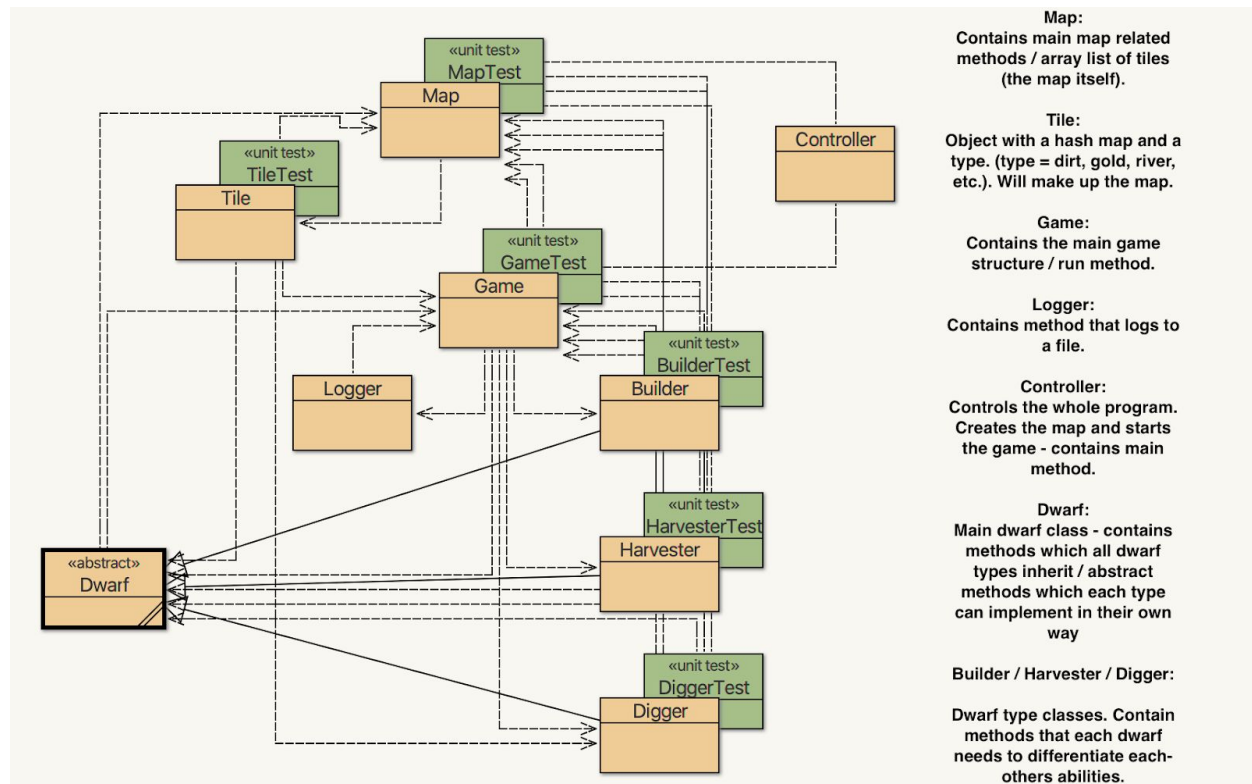 «unit test»
MapTest
Map
Controller
«unit test»
TileTest
Tile
«unit test»
GameTest
Game
«unit test»
BuilderTest
Logger
Builder
«unit test»
HarvesterTest
Harvester
«abstract»
Dwarf
«unit test»
DiggerTest
Digger
Map:
Contains main map related
methods / array list of tiles
(the map itself).
Tile:
Object with a hash map and a
type. (type = dirt, gold, river,
etc.). Will make up the map.
Game:
Contains the main game
structure / run method.
Logger:
Contains method that logs to
a file.
Controller:
Controls the whole program.
Creates the map and starts
the game - contains main
method.
Dwarf:
Main dwarf class - contains
methods which all dwarf
types inherit / abstract
methods which each type
can implement in their own
way
Builder / Harvester / Digger:
Dwarf type classes. Contain
methods that each dwarf
needs to differentiate each-
others abilities.